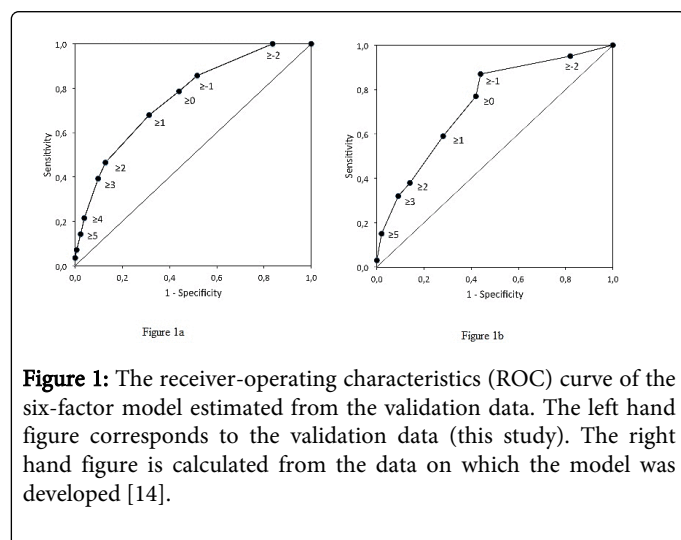 1,0
0,8
0,6
0,4
0,2
0,0
Sensitivity
0,0 0,2 0,4 0,6 0,8 1,0
1 - Specificity
≥-2
≥-1
≥0
≥1
≥2
≥3
≥4
≥5
Figure 1a
1,0
0,8
0,6
0,4
0,2
0,0
Sensitivity
0,0 0,2 0,4 0,6 0,8 1,0
1 - Specificity
≥-2
≥-1
≥0
≥1
≥2
≥3
≥5
Figure 1b
Figure 1: The receiver-operating characteristics (ROC) curve of the
six-factor model estimated from the validation data. The left hand
figure corresponds to the validation data (this study). The right
hand figure is calculated from the data on which the model was
developed [14].